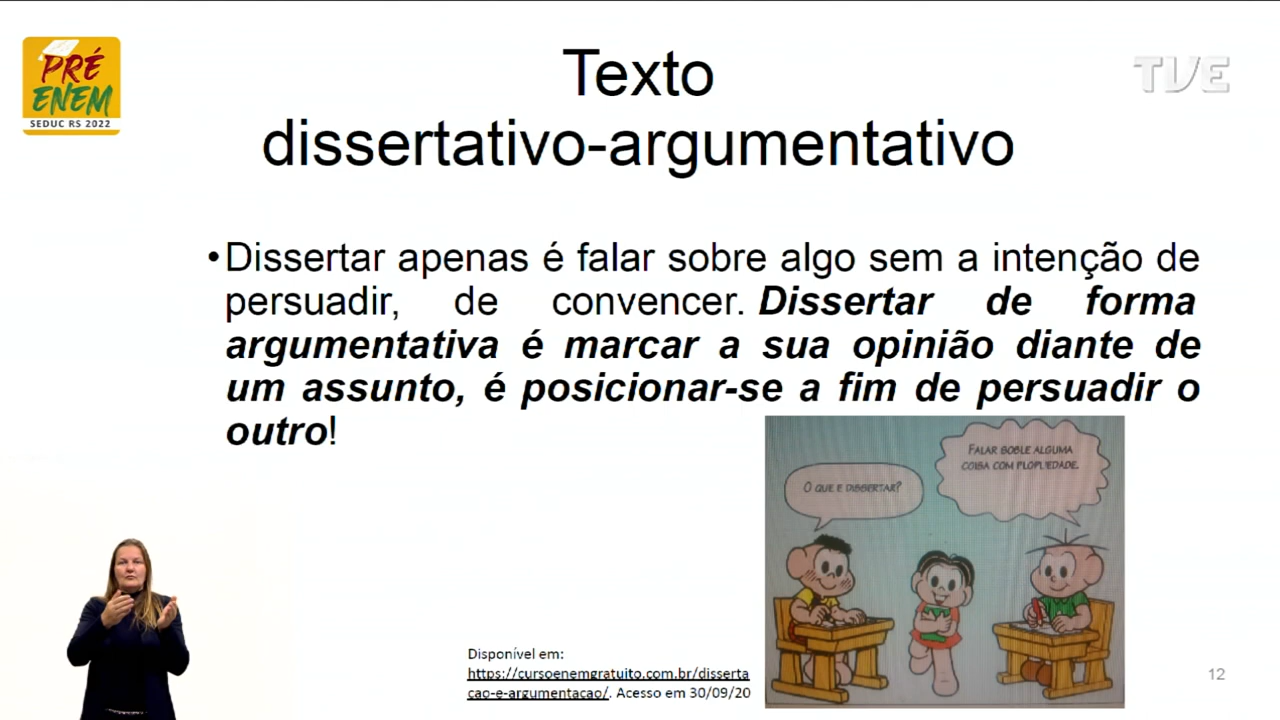 PRÉ
ENEM
SEDUC RS 2022
TVE
Texto
dissertativo-argumentativo
•Dissertar apenas é falar sobre algo sem a intenção de
persuadir, de convencer. Dissertar de forma
argumentativa é marcar a sua opinião diante de
um assunto, é posicionar-se a fim de persuadir o
outro!
O QUE É DISSERTAR?
FALAR SOBLE ALGUMA
COISA COM PLOPLIEDADE.
Disponível em:
https://cursoenemgratuito.com.br/disserta
cao-e-argumentacao/. Acesso em 30/09/20
12